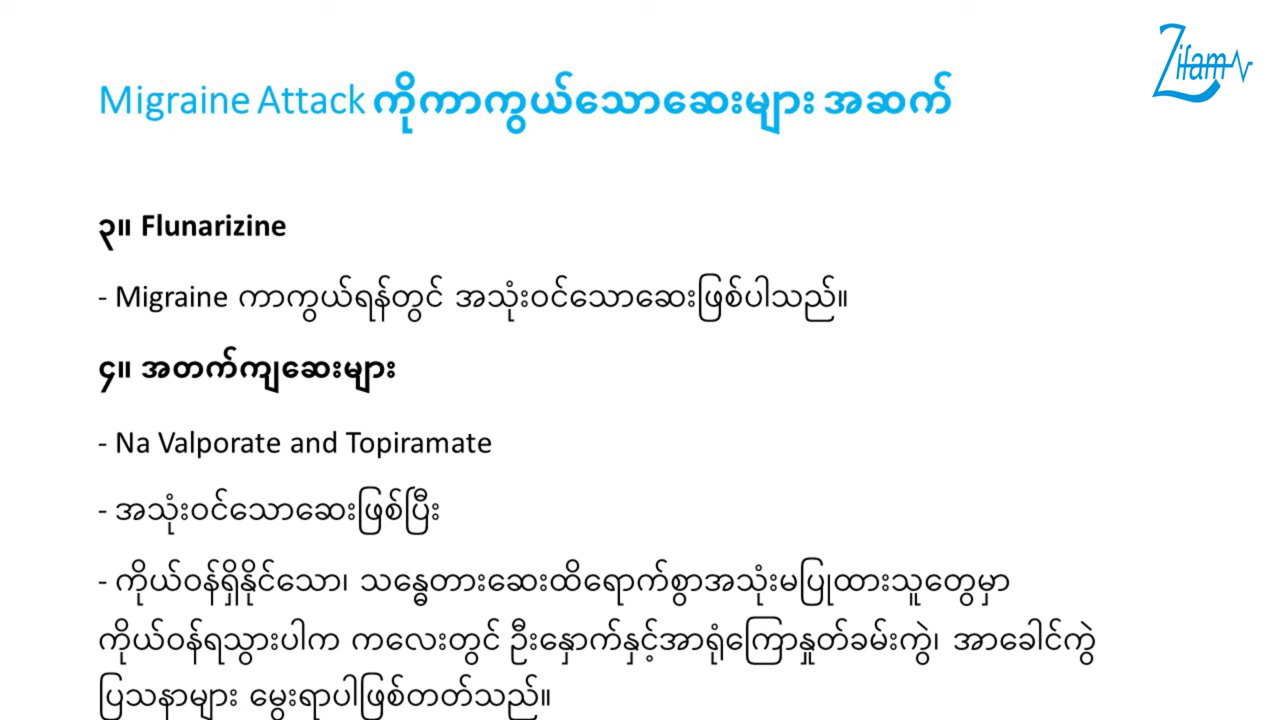 Zifam
Migraine Attack ကိုကာကွယ်သောဆေးများ အဆက်
၃။ Flunarizine
- Migraine ကာကွယ်ရန်တွင် အသုံးဝင်သောဆေးဖြစ်ပါသည်။
၄။ အတက်ကျဆေးများ
- Na Valporate and Topiramate
- အသုံးဝင်သောဆေးဖြစ်ပြီး
- ကိုယ်ဝန်ရှိနိုင်သော၊ သန္ဓေတားဆေးထိရောက်စွာအသုံးမပြုထားသူတွေမှာ
ကိုယ်ဝန်ရသွားပါက ကလေးတွင် ဦးနှောက်နှင့်အာရုံကြောနှုတ်ခမ်းကွဲ၊ အာခေါင်ကွဲ
ပြသနာများ မွေးရာပါဖြစ်တတ်သည်။